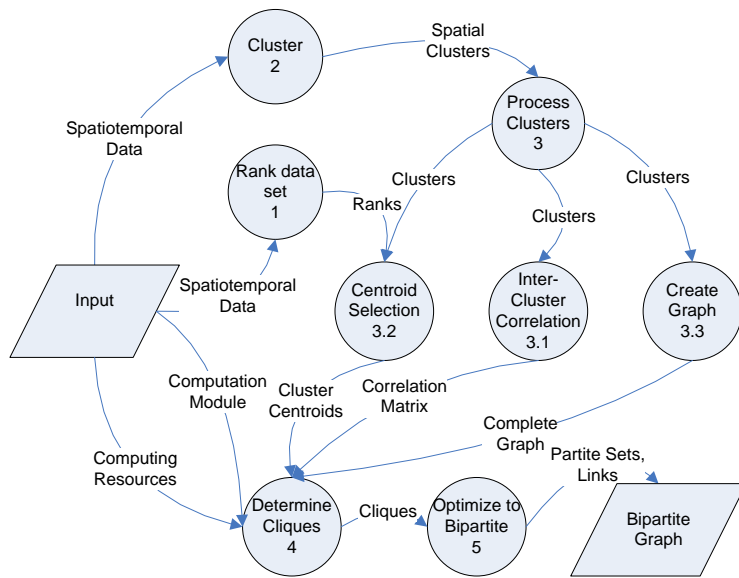 Cluster
2
Spatial
Clusters
Process
Clusters
3
Spatiotemporal
Data
Rank data
set
1
Ranks
Clusters
Clusters
Clusters
Input
Spatiotemporal
Data
Centroid
Selection
3.2
Inter-
Cluster
Correlation
3.1
Create
Graph
3.3
Computation
Module
Cluster
Centroids
Correlation
Matrix
Complete
Graph
Computing
Resources
Partite Sets,
Links
Determine
Cliques
4
Cliques
Optimize to
Bipartite
5
Bipartite
Graph